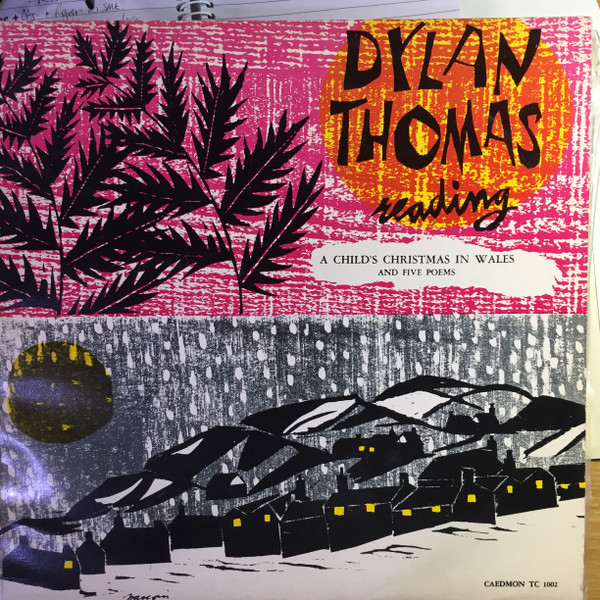 DYLAN
THOMAS
reading
A CHILD'S CHRISTMAS IN WALES
AND FIVE POEMS
CAEDMON TC 1002